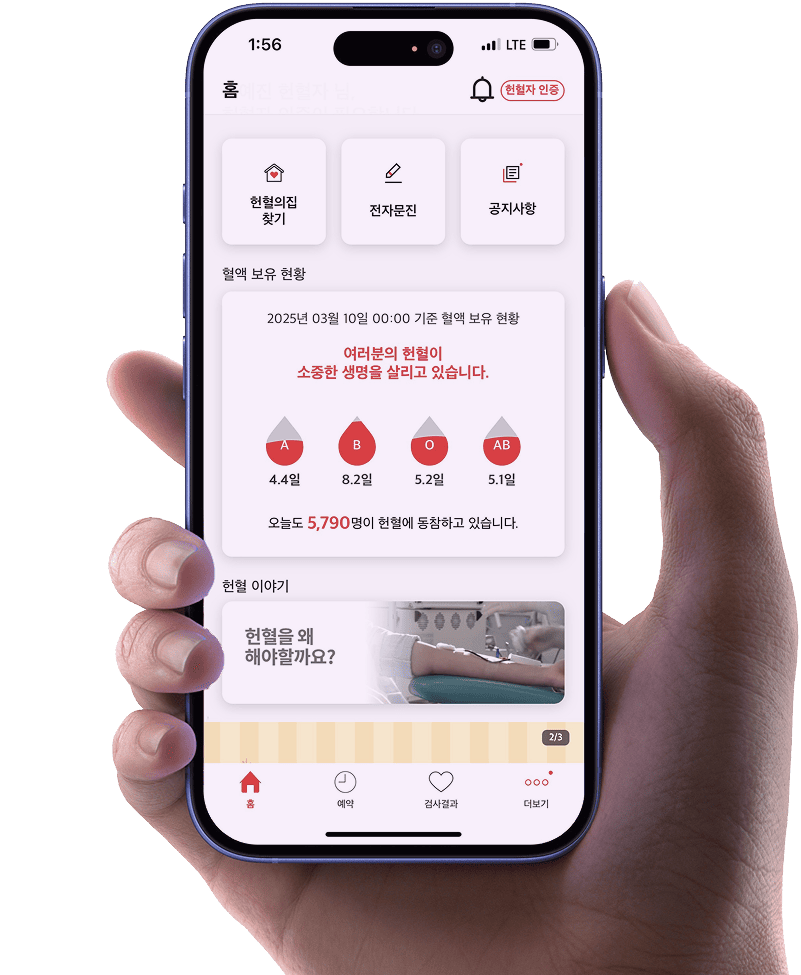 1:56
LTE
홈
헌혈자 인증
헌혈의집
찾기
전자문진
공지사항
혈액 보유 현황
2025년 03월 10일 00:00 기준 혈액 보유 현황
여러분의 헌혈이
소중한 생명을 살리고 있습니다.
A
B
O
AB
4.4일
8.2일
5.2일
5.1일
오늘도 5,790명이 헌혈에 동참하고 있습니다.
헌혈 이야기
헌혈을 왜
해야할까요?
2/3
홈
예약
검사결과
더보기